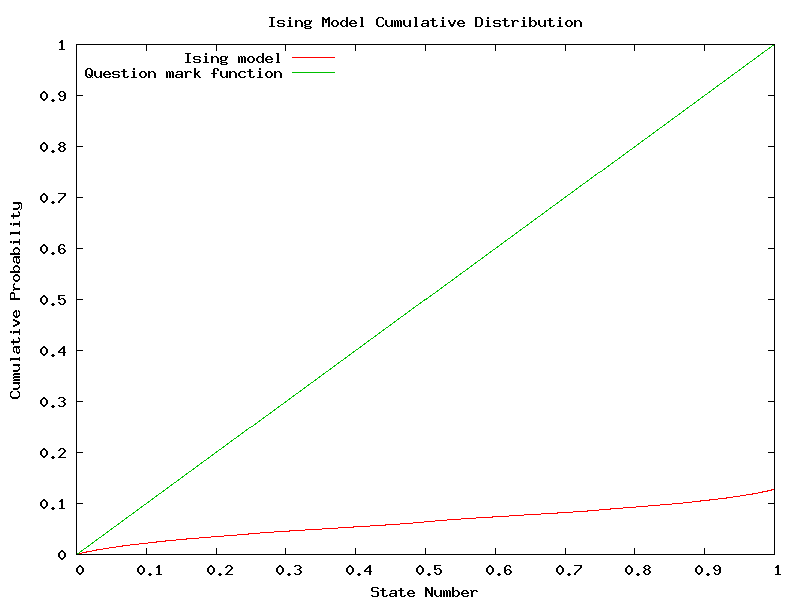 Ising Model Cumulative Distribution
Ising model
Question mark function
1
0.9
0.8
0.7
0.6
0.5
0.4
0.3
0.2
0.1
0
Cumulative Probability
0 0.1 0.2 0.3 0.4 0.5 0.6 0.7 0.8 0.9 1
State Number